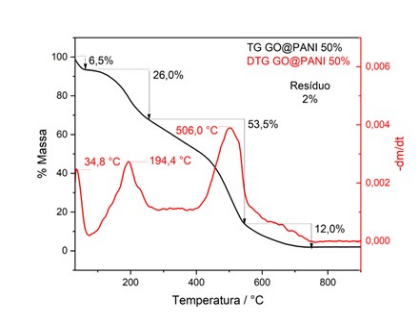 TG GO@PANI 50%
DTG GO@PANI 50%
Resíduo
2%
6,5%
26,0%
53,5%
12,0%
506,0 °C
34,8 °C
194,4 °C
100
80
60
40
20
0
% Massa
0,006
0,004
0,002
0,000
-dm/dt
200 400 600 800
Temperatura / °C